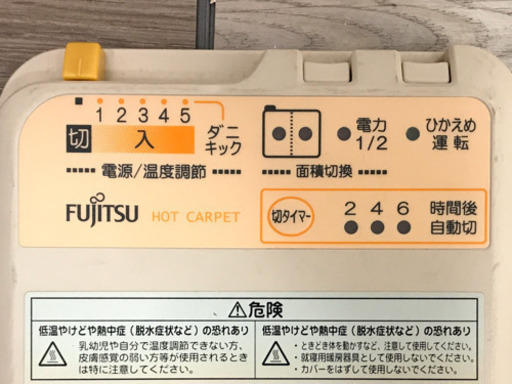 1 2 3 4 5
切 入 ダニキック
電源/温度調節
電力1/2
ひかえめ運転
面積切換
FUJITSU HOT CARPET
切タイマー 2 4 6 時間後自動切
⚠危険
低温やけどや熱中症(脱水症状など)の恐れあり
乳幼児や自分で温度調節できない方、
皮膚感覚の弱い方等が使用されるとき
は特に注意してください。
低温やけどや熱中症(脱水症状など)の恐れあり
・ときどき体を動かすなど、注意して使用してください。
・就寝用暖房器具として使用しないでください。
・カバーをはずして使用しないでください。